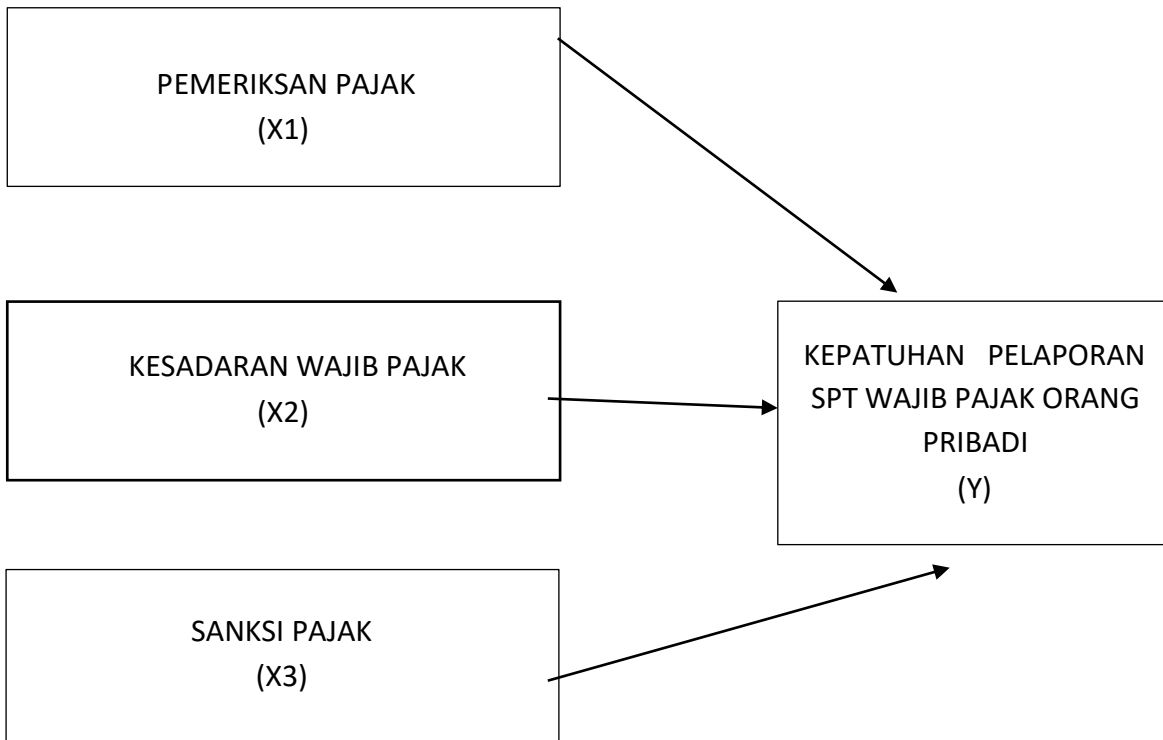 PEMERIKSAN PAJAK
(X1)
KESADARAN WAJIB PAJAK
(X2)
KEPATUHAN PELAPORAN
SPT WAJIB PAJAK ORANG
PRIBADI
(Y)
SANKSI PAJAK
(X3)